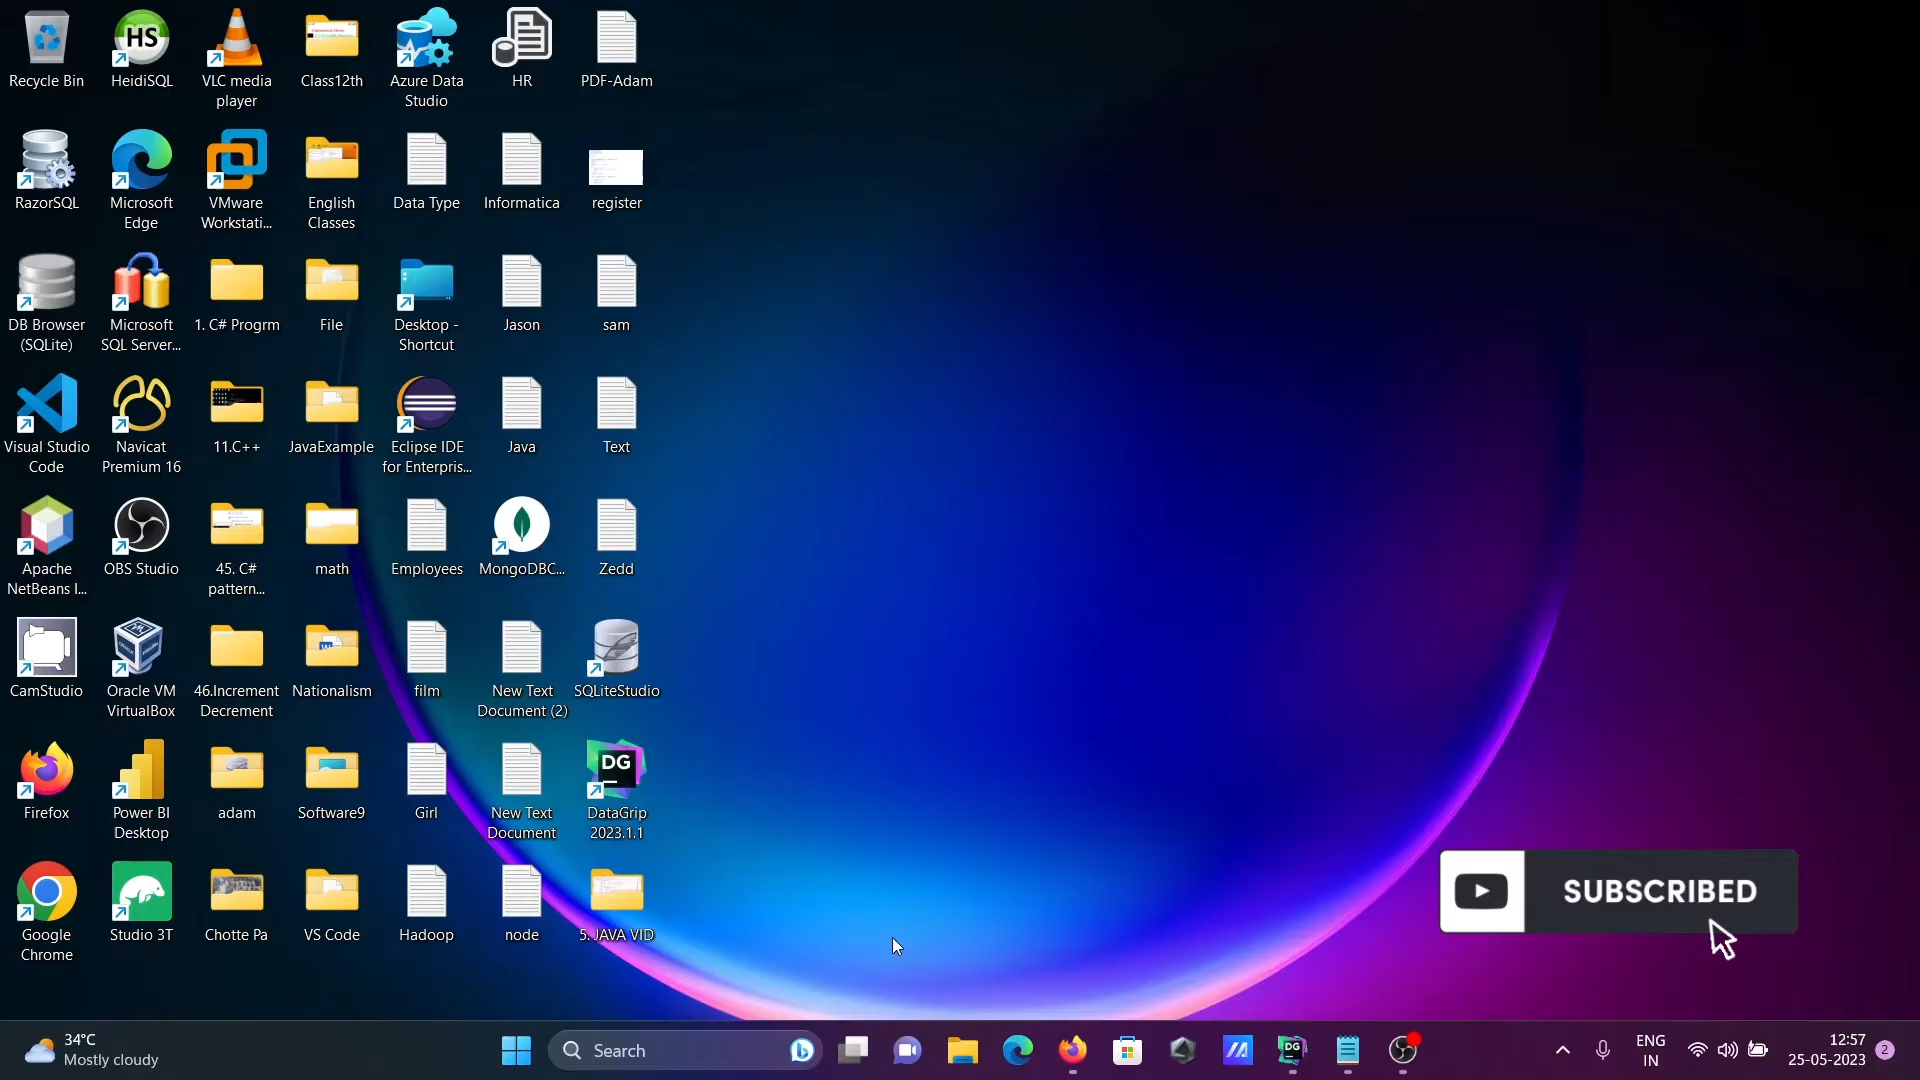 Recycle Bin
HeidiSQL
VLC media
player
Class12th
Azure Data
Studio
HR
PDF-Adam
RazorSQL
Microsoft
Edge
VMware
Workstati...
English
Classes
Data Type
Informatica
register
DB Browser
(SQLite)
Microsoft
SQL Server...
1. C# Progrm
File
Desktop -
Shortcut
Jason
sam
Visual Studio
Code
Navicat
Premium 16
11.C++
JavaExample
Eclipse IDE
for Enterpris...
Java
Text
Apache
NetBeans I...
OBS Studio
45. C#
pattern...
math
Employees
MongoDBC...
Zedd
CamStudio
Oracle VM
VirtualBox
46.Increment
Decrement
Nationalism
film
New Text
Document (2)
SQLiteStudio
Firefox
Power BI
Desktop
adam
Software9
Girl
New Text
Document
DG
DataGrip
2023.1.1
Google
Chrome
Studio 3T
Chotte Pa
VS Code
Hadoop
node
5. JAVA VID
SUBSCRIBED
34°C
Mostly cloudy
Search
DG
ENG
IN
12:57
25-05-2023
2